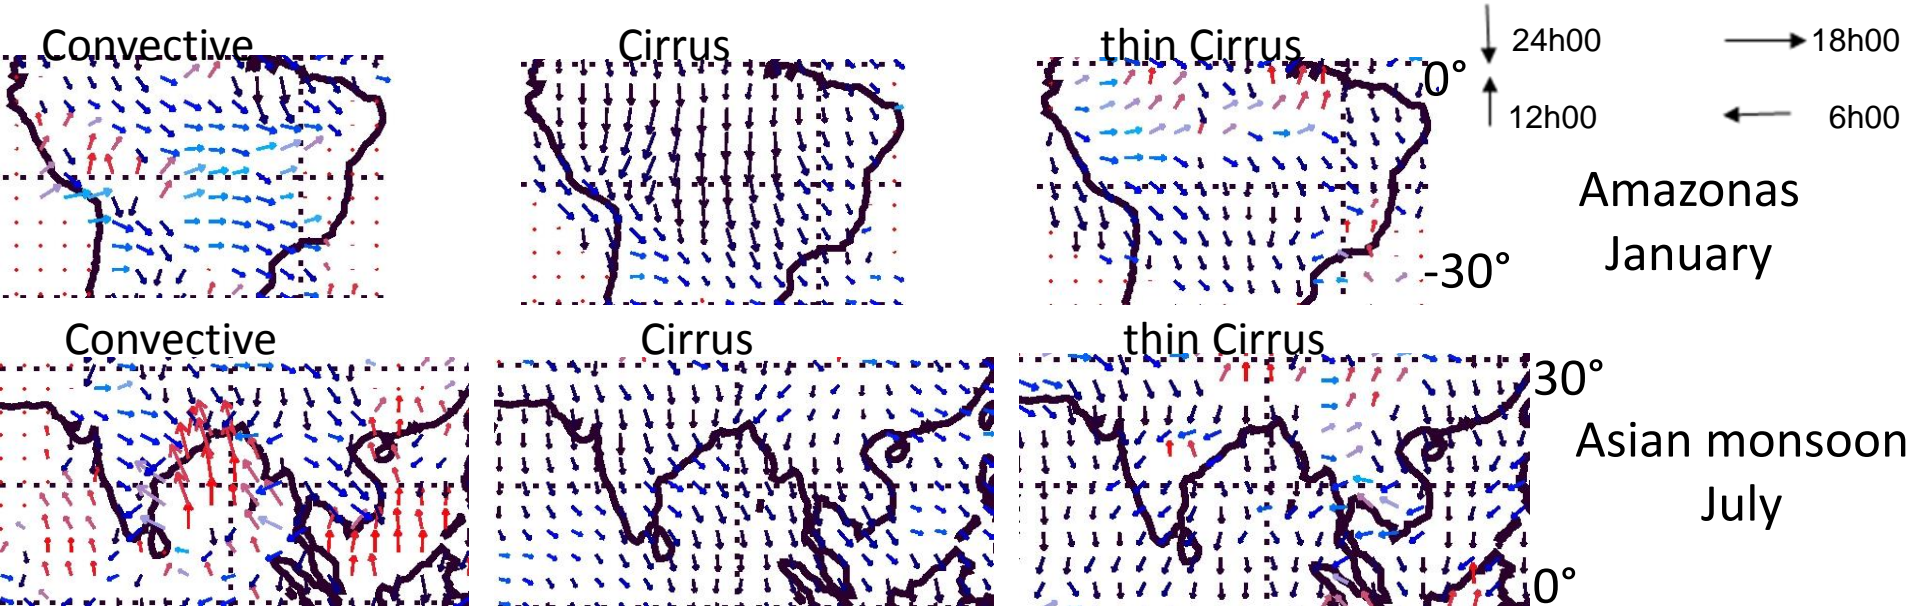 Convective
Cirrus
thin Cirrus
24h00
18h00
12h00
6h00
0°
-30°
Amazonas
January
Convective
Cirrus
thin Cirrus
30°
0°
Asian monsoon
July